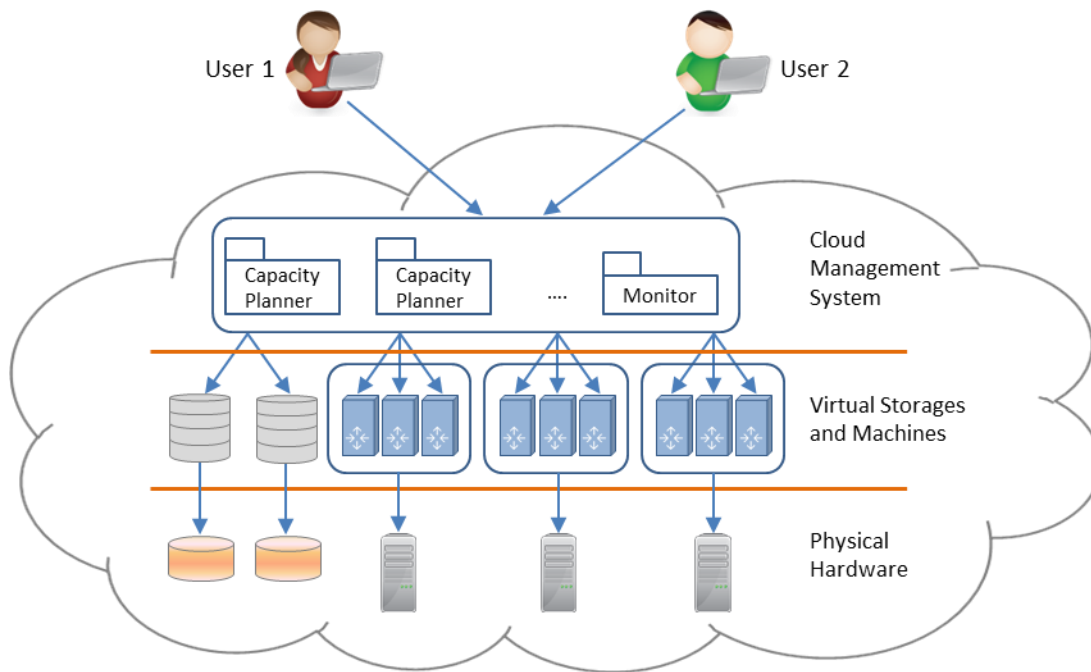 User 1
User 2
Capacity
Planner
Capacity
Planner
....
Monitor
Cloud
Management
System
Virtual Storages
and Machines
Physical
Hardware